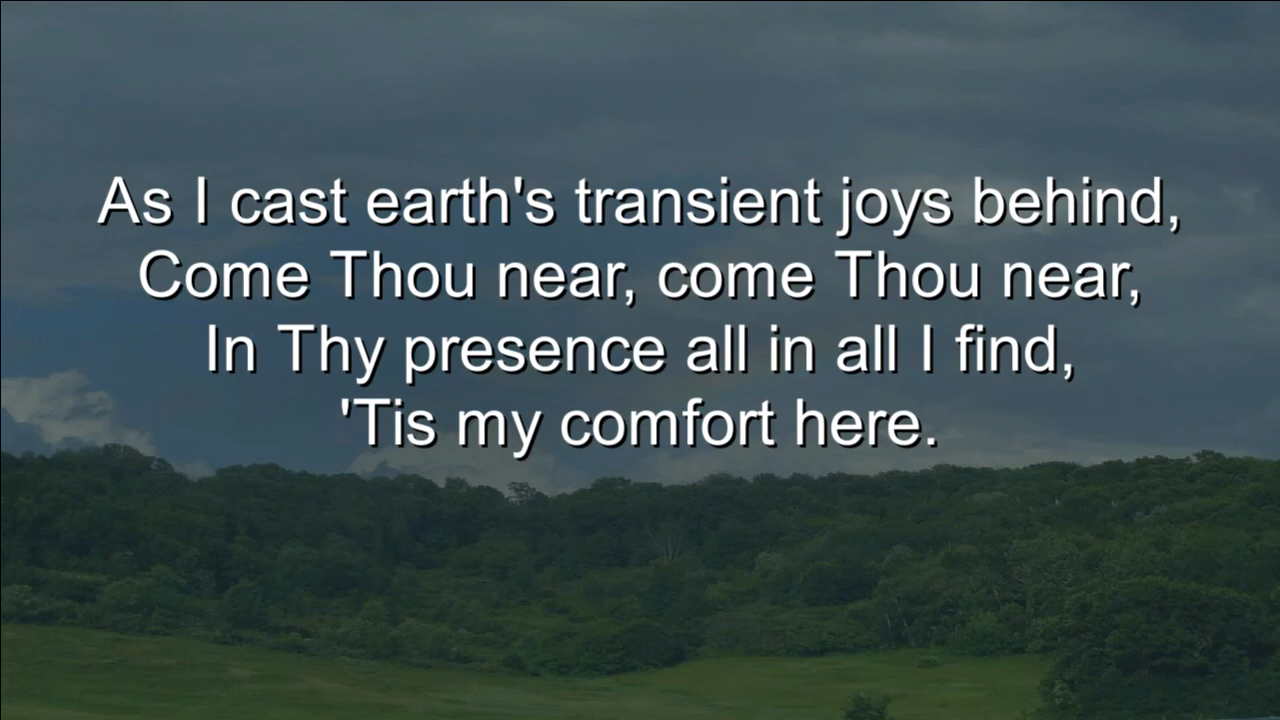 As I cast earth's transient joys behind,
Come Thou near, come Thou near,
In Thy presence all in all I find,
'Tis my comfort here.